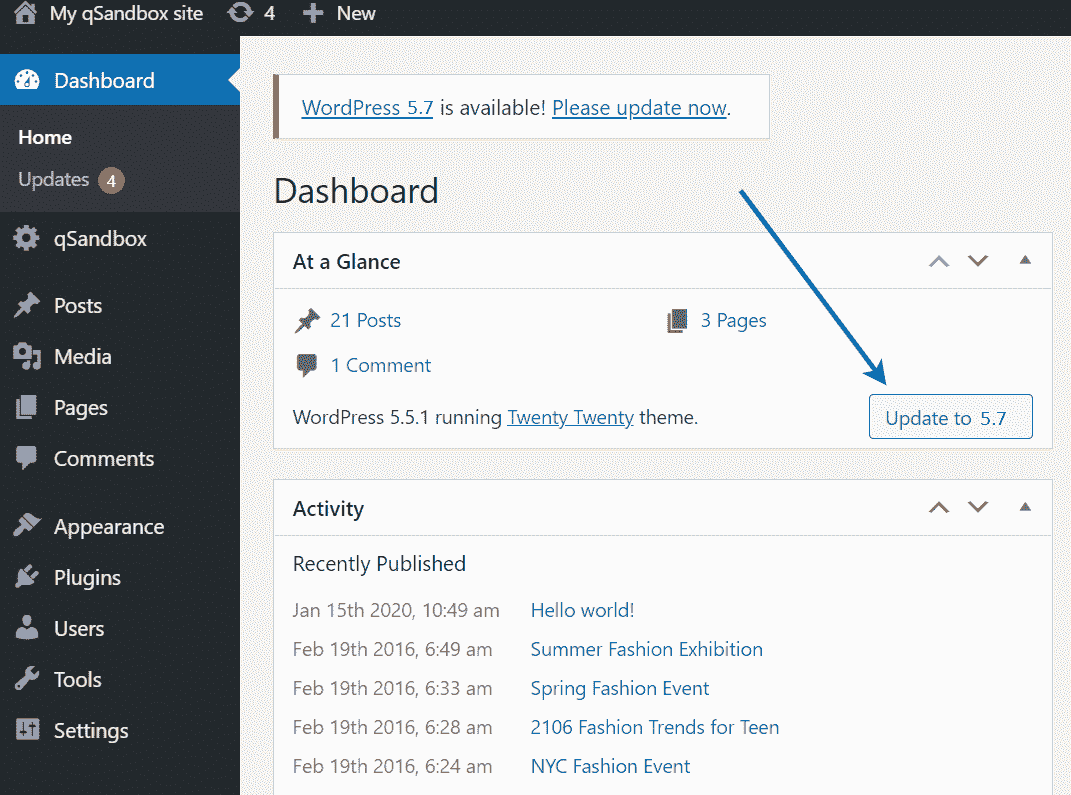 My qSandbox site 4 New
Dashboard
Home
Updates 4
qSandbox
Posts
Media
Pages
Comments
Appearance
Plugins
Users
Tools
Settings
WordPress 5.7 is available! Please update now.
Dashboard
At a Glance
21 Posts 3 Pages
1 Comment
WordPress 5.5.1 running Twenty Twenty theme. Update to 5.7
Activity
Recently Published
Jan 15th 2020, 10:49 am Hello world!
Feb 19th 2016, 6:49 am Summer Fashion Exhibition
Feb 19th 2016, 6:33 am Spring Fashion Event
Feb 19th 2016, 6:28 am 2106 Fashion Trends for Teen
Feb 19th 2016, 6:24 am NYC Fashion Event